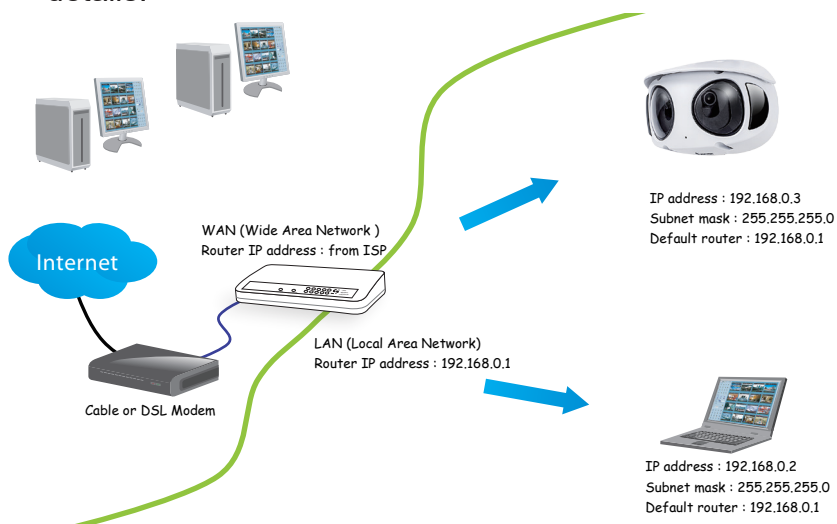 WAN (Wide Area Network )
Router IP address : from ISP
Internet
LAN (Local Area Network)
Router IP address : 192.168.0.1
Cable or DSL Modem
IP address : 192.168.0.3
Subnet mask : 255.255.255.0
Default router : 192.168.0.1
IP address : 192.168.0.2
Subnet mask : 255.255.255.0
Default router : 192.168.0.1